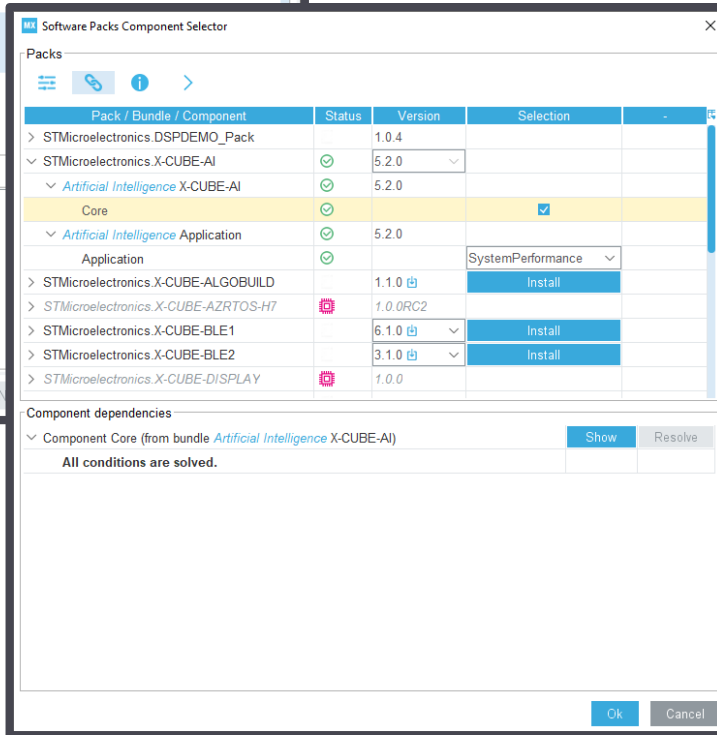 MX Software Packs Component Selector
Packs
Pack / Bundle / Component Status Version Selection -
STMicroelectronics.DSPDEMO_Pack 1.0.4
STMicroelectronics.X-CUBE-AI 5.2.0
Artificial Intelligence X-CUBE-AI 5.2.0
Core
Artificial Intelligence Application 5.2.0
Application SystemPerformance
STMicroelectronics.X-CUBE-ALGOBUILD 1.1.0 Install
STMicroelectronics.X-CUBE-AZRTOS-H7 1.0.0RC2
STMicroelectronics.X-CUBE-BLE1 6.1.0 Install
STMicroelectronics.X-CUBE-BLE2 3.1.0 Install
STMicroelectronics.X-CUBE-DISPLAY 1.0.0
Component dependencies
Component Core (from bundle Artificial Intelligence X-CUBE-AI) Show Resolve
All conditions are solved.
Ok Cancel